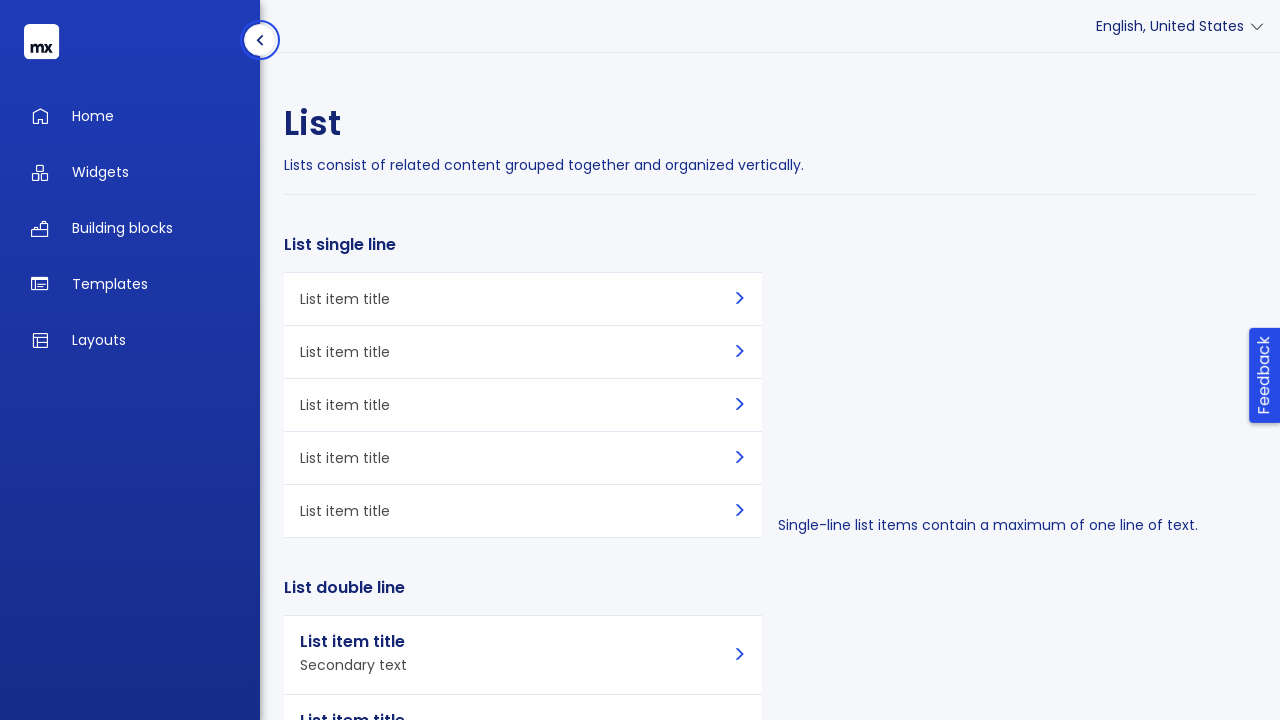 mx
English, United States
Home
Widgets
Building blocks
Templates
Layouts
List
Lists consist of related content grouped together and organized vertically.
List single line
List item title
List item title
List item title
List item title
List item title
Single-line list items contain a maximum of one line of text.
Feedback
List double line
List item title
Secondary text
List item title